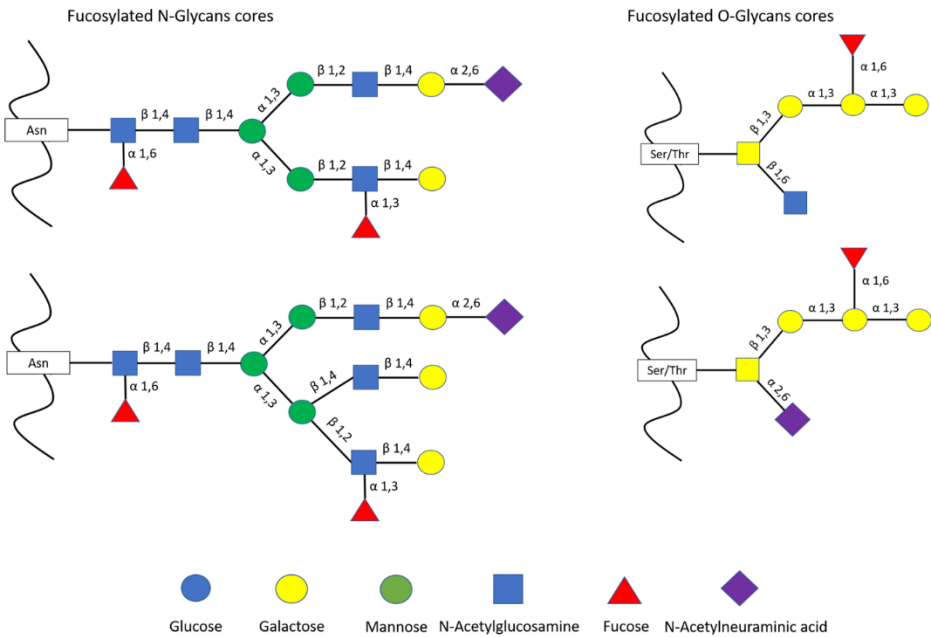 Fucosylated N-Glycans cores
Fucosylated O-Glycans cores
β 1,2 β 1,4 α 2,6
α 1,3
β 1,4 β 1,4
Asn
α 1,6
α 1,3
β 1,2 β 1,4
α 1,3
α 1,6
α 1,3 α 1,3
β 1,3
Ser/Thr
β 1,6
β 1,2 β 1,4 α 2,6
α 1,3
β 1,4 β 1,4
Asn
α 1,6
α 1,3
β 1,4
β 1,4
β 1,2
β 1,4
α 1,3
α 1,6
α 1,3 α 1,3
β 1,3
Ser/Thr
α 2,6
Glucose Galactose Mannose N-Acetylglucosamine Fucose N-Acetylneuraminic acid